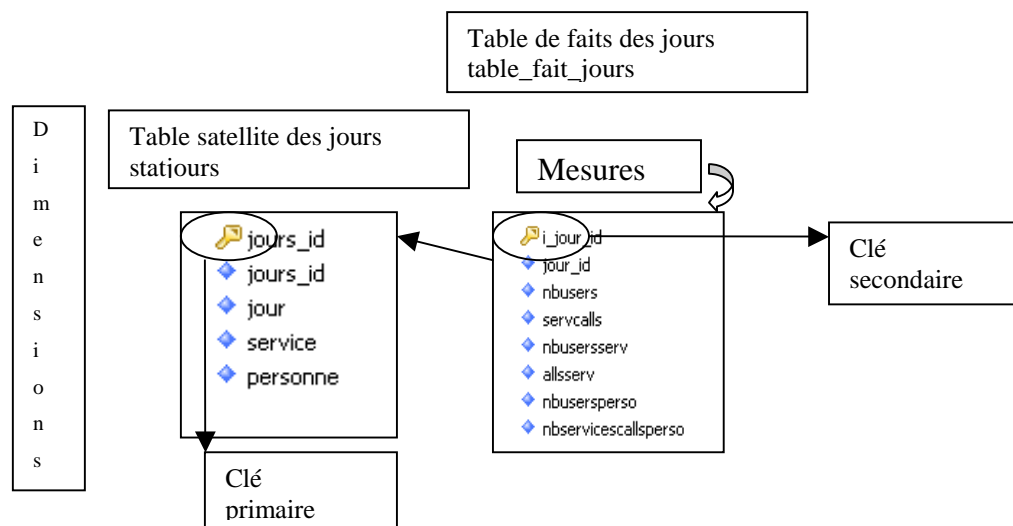 Table de faits des jours
table_fait_jours
D
i
m
e
n
s
i
o
n
s
Table satellite des jours
statjours
Mesures
jours_id
jours_id
jour
service
personne
i_jour_id
jour_id
nbusers
servcalls
nbusersserv
allsserv
nbusersperso
nbservicescallsperso
Clé
secondaire
Clé
primaire